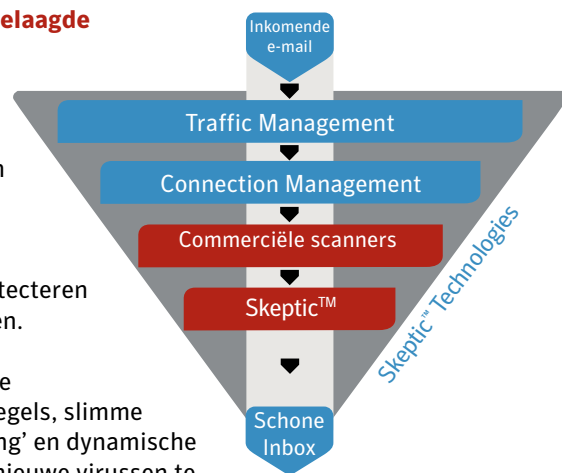 elaagde
tecteren
en.
e
egels, slimme
ng’ en dynamische
nieuwe virussen te
Inkomende
e-mail
Traffic Management
Connection Management
Commerciële scanners
Skeptic™
Schone
Inbox
Skeptic™ Technologies